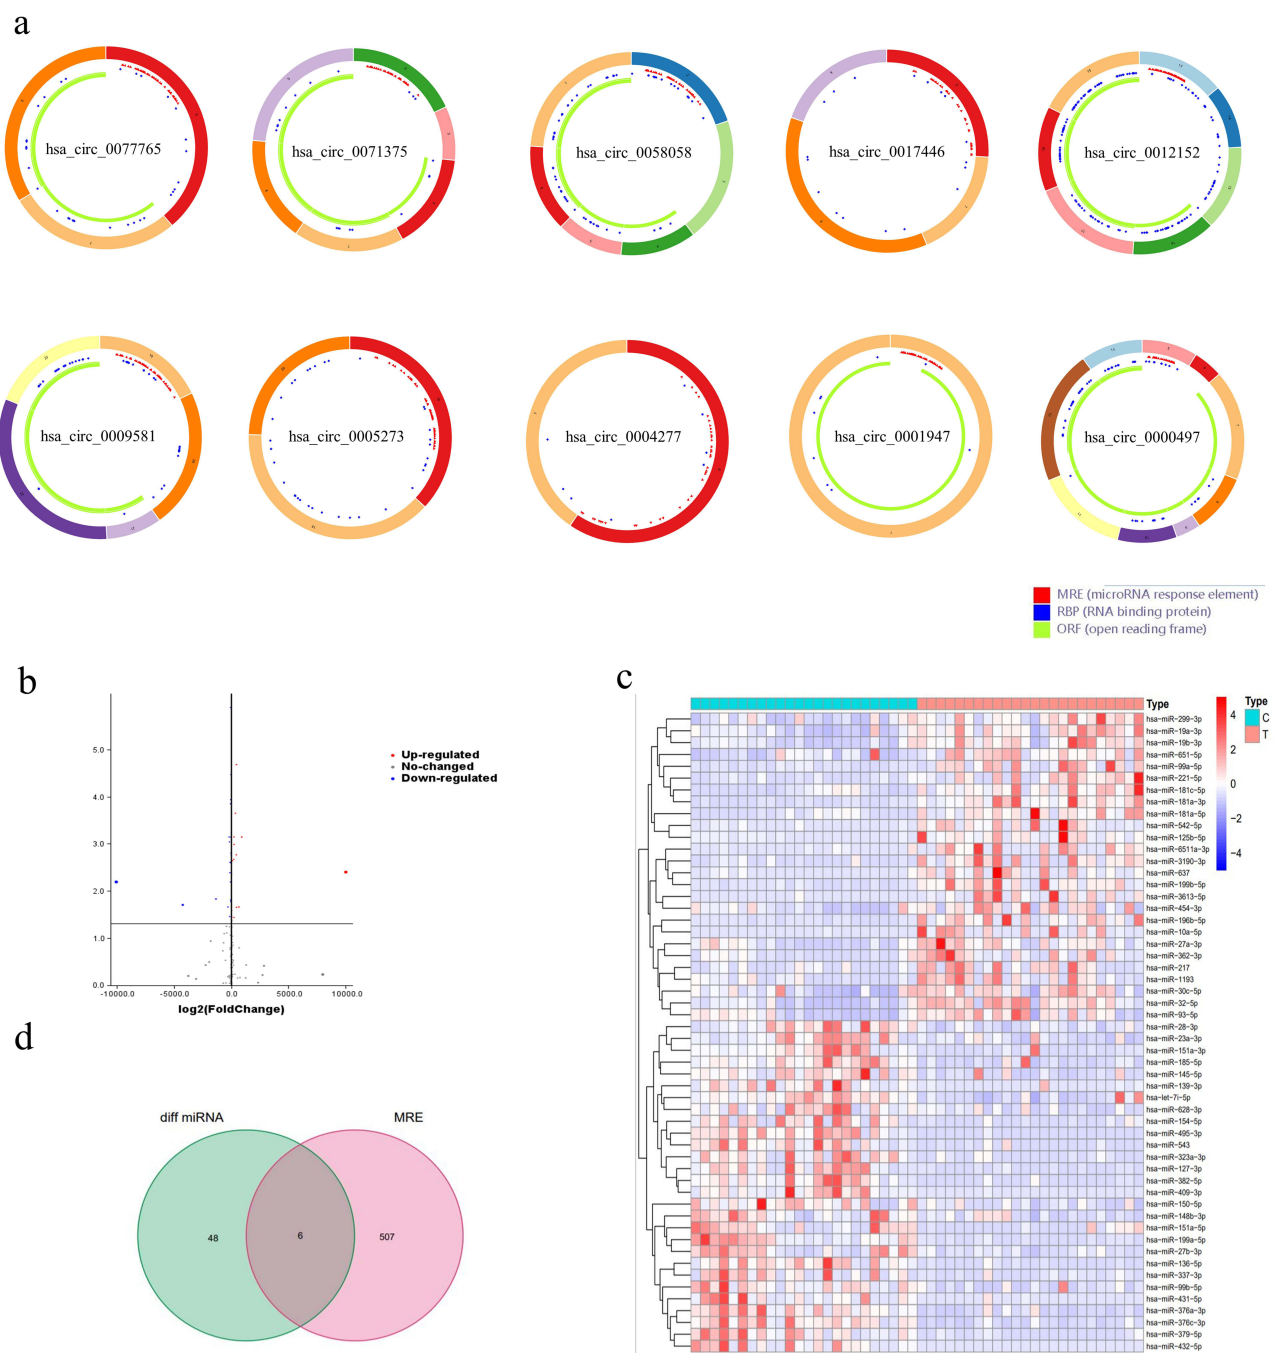 a
hsa_circ_0077765
hsa_circ_0071375
hsa_circ_0058058
hsa_circ_0017446
hsa_circ_0012152
hsa_circ_0009581
hsa_circ_0005273
hsa_circ_0004277
hsa_circ_0001947
hsa_circ_0000497
MRE (microRNA response element)
RBP (RNA binding protein)
ORF (open reading frame)
b
5.0
4.0
3.0
2.0
1.0
0.0
-10000.0
-5000.0
0.0
5000.0
10000.0
log2(FoldChange)
Up-regulated
No-changed
Down-regulated
c
Type
hsa-miR-299-3p
hsa-miR-19a-3p
hsa-miR-19b-3p
hsa-miR-651-5p
hsa-miR-99a-5p
hsa-miR-221-5p
hsa-miR-181c-5p
hsa-miR-181a-3p
hsa-miR-181a-5p
hsa-miR-542-5p
hsa-miR-125b-5p
hsa-miR-6511a-3p
hsa-miR-3190-3p
hsa-miR-637
hsa-miR-199b-5p
hsa-miR-3613-5p
hsa-miR-454-3p
hsa-miR-196b-5p
hsa-miR-10a-5p
hsa-miR-27a-3p
hsa-miR-362-3p
hsa-miR-217
hsa-miR-1193
hsa-miR-30c-5p
hsa-miR-32-5p
hsa-miR-93-5p
hsa-miR-28-3p
hsa-miR-23a-3p
hsa-miR-151a-3p
hsa-miR-185-5p
hsa-miR-145-5p
hsa-miR-139-3p
hsa-let-7i-5p
hsa-miR-628-3p
hsa-miR-154-5p
hsa-miR-495-3p
hsa-miR-543
hsa-miR-323a-3p
hsa-miR-127-3p
hsa-miR-382-5p
hsa-miR-409-3p
hsa-miR-150-5p
hsa-miR-148b-3p
hsa-miR-151a-5p
hsa-miR-199a-5p
hsa-miR-27b-3p
hsa-miR-136-5p
hsa-miR-337-3p
hsa-miR-99b-5p
hsa-miR-431-5p
hsa-miR-376a-3p
hsa-miR-376c-3p
hsa-miR-379-5p
hsa-miR-432-5p
4
2
0
−2
−4
Type
C
T
d
diff miRNA
MRE
48
6
507